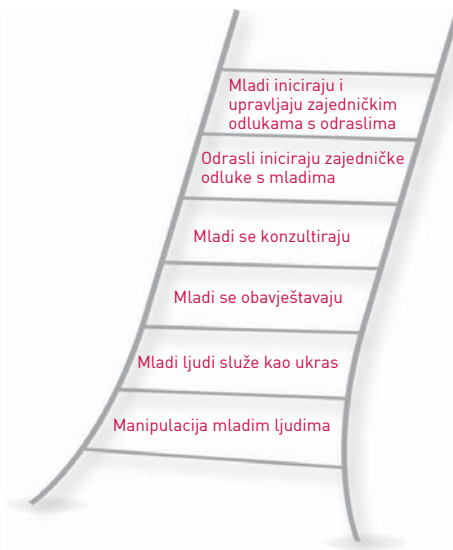 Mladi iniciraju i
upravljaju zajedničkim
odlukama s odraslima
Odrasli iniciraju zajedničke
odluke s mladima
Mladi se konzultiraju
Mladi se obavještavaju
Mladi ljudi služe kao ukras
Manipulacija mladim ljudima